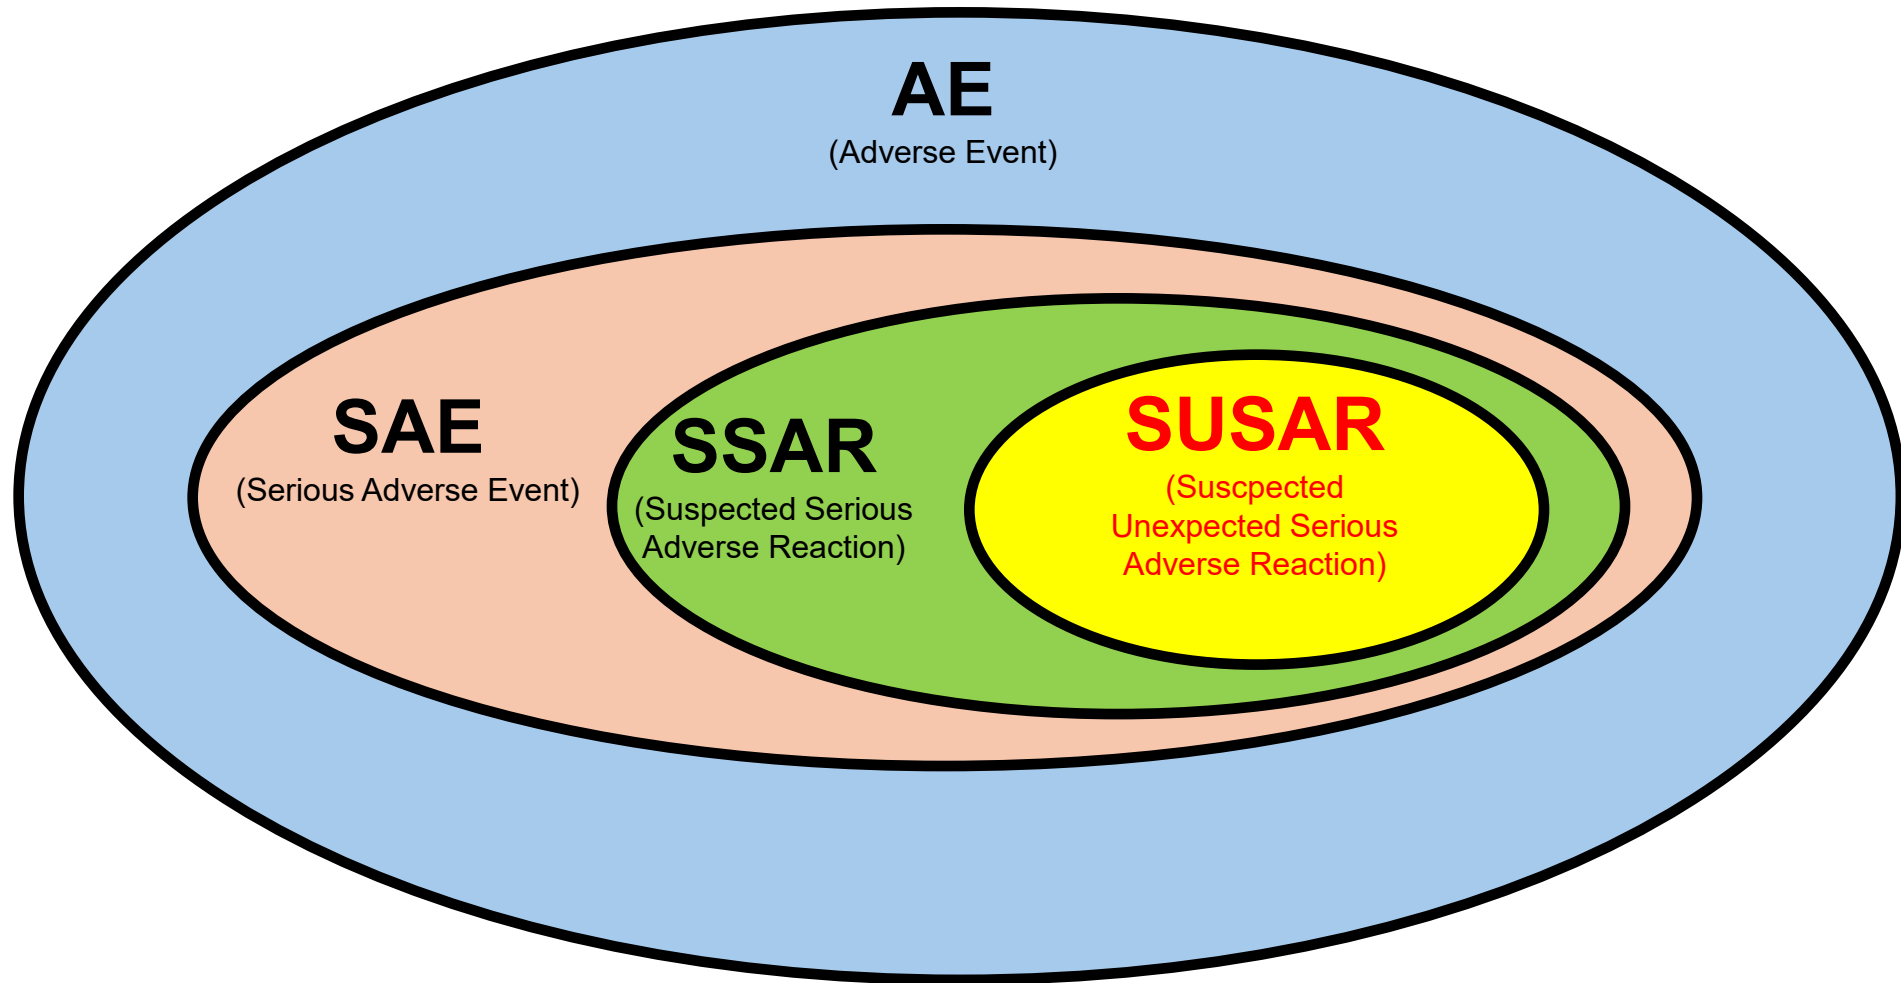 AE
(Adverse Event)
SAE
(Serious Adverse Event)
SSAR
(Suspected Serious
Adverse Reaction)
SUSAR
(Suscpected
Unexpected Serious
Adverse Reaction)